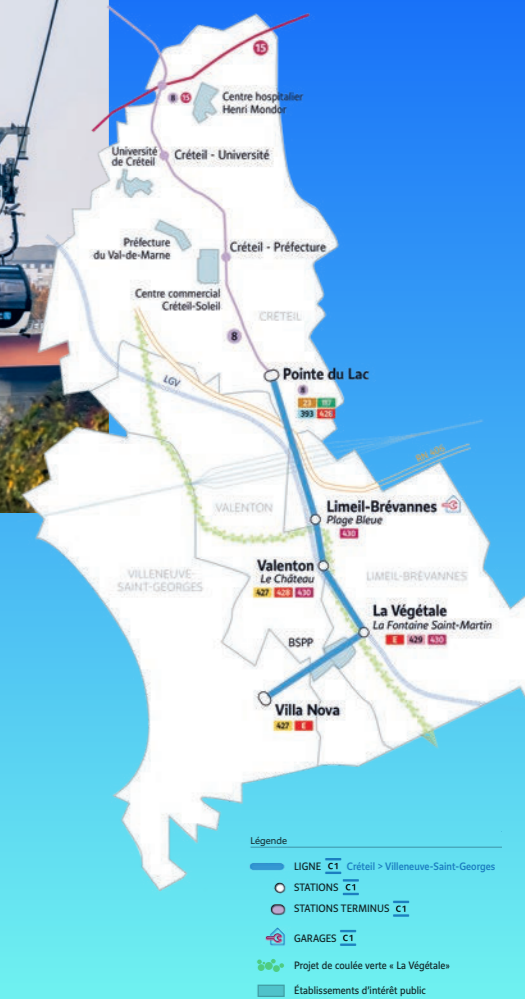 15
8 15
Centre hospitalier
Henri Mondor
Université
de Créteil
Créteil - Université
Préfecture
du Val-de-Marne
Créteil - Préfecture
Centre commercial
Créteil-Soleil
CRÉTEIL
8
LGV
Pointe du Lac
8
23 117
393 426
RN 406
VALENTON
Limeil-Brévannes
Plage Bleue
430
Valenton
Le Château
427 428 430
VILLENEUVE-
SAINT-GEORGES
LIMEIL-BRÉVANNES
La Végétale
La Fontaine Saint-Martin
E 429 430
BSPP
Villa Nova
427 E
Légende
LIGNE C1 Créteil > Villeneuve-Saint-Georges
STATIONS C1
STATIONS TERMINUS C1
GARAGES C1
Projet de coulée verte « La Végétale»
Établissements d'intérêt public